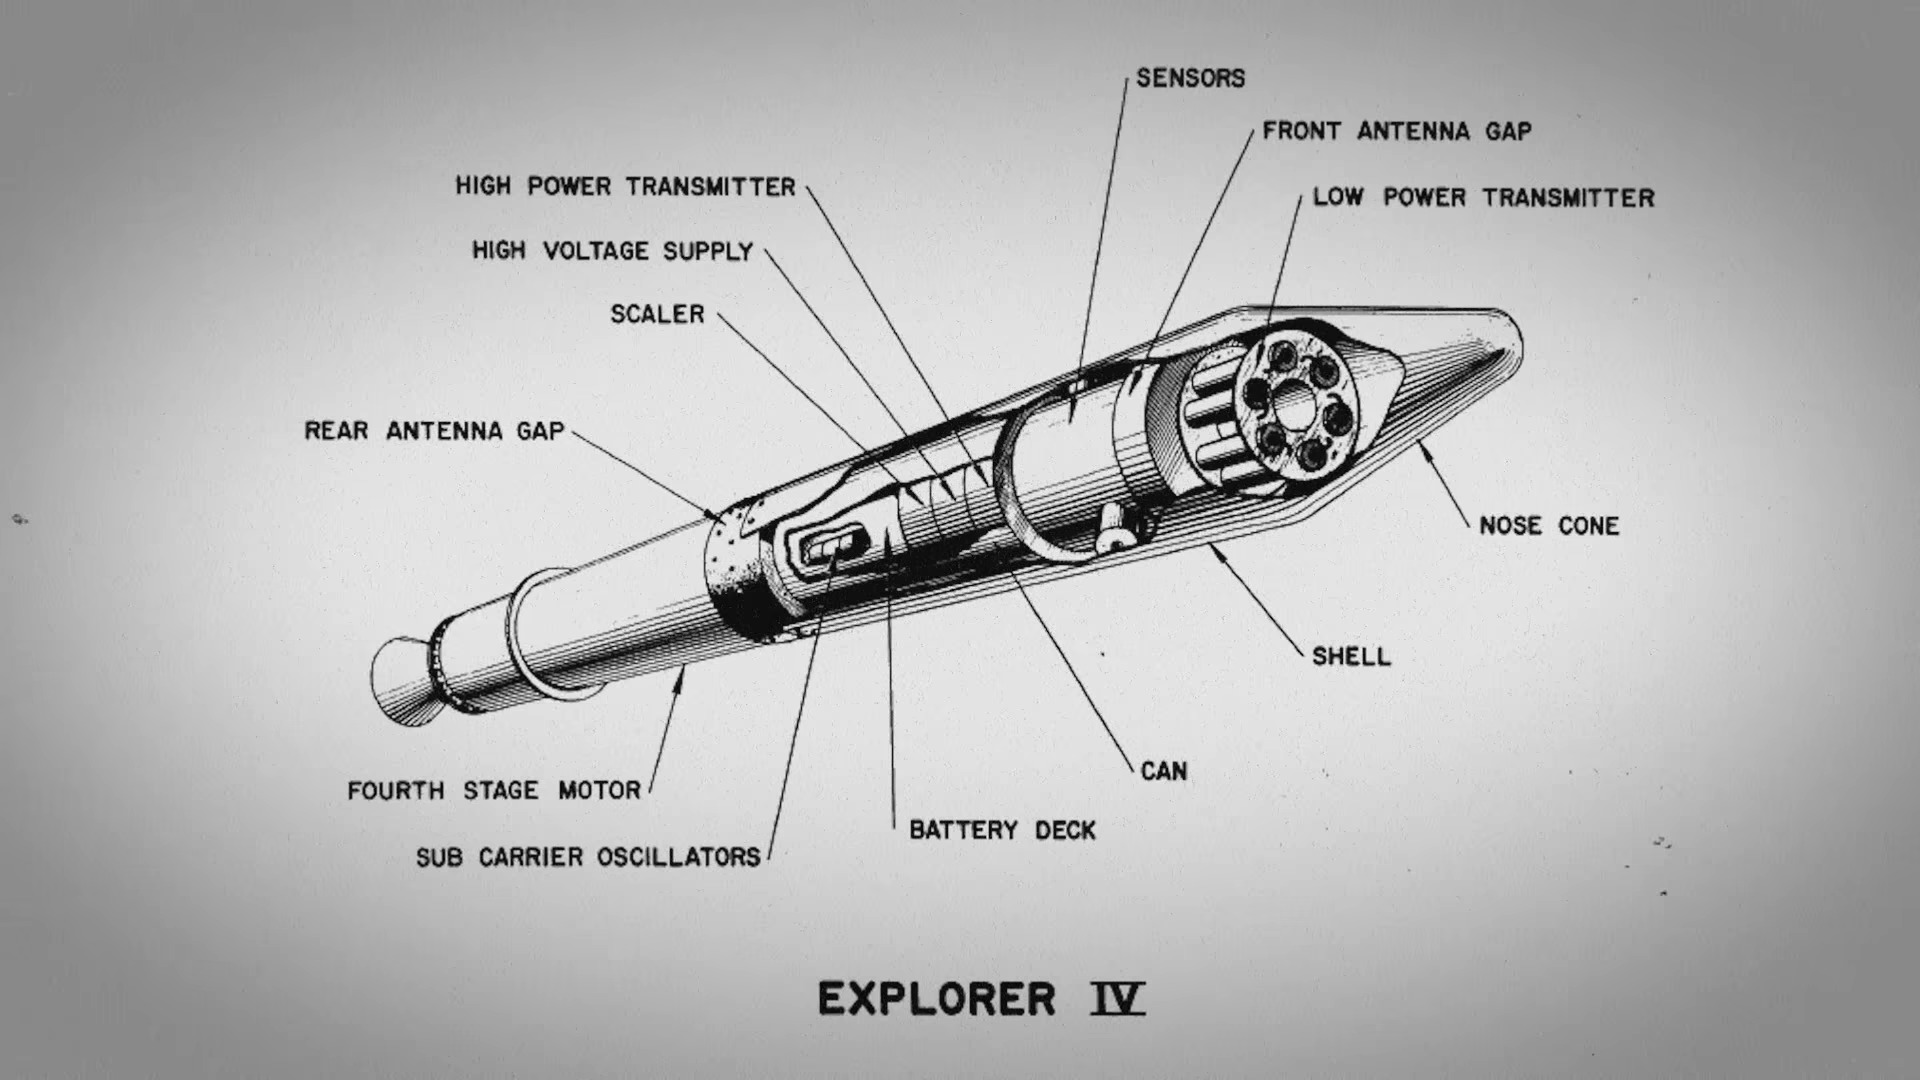 SENSORS
FRONT ANTENNA GAP
HIGH POWER TRANSMITTER
LOW POWER TRANSMITTER
HIGH VOLTAGE SUPPLY
SCALER
REAR ANTENNA GAP
NOSE CONE
SHELL
CAN
FOURTH STAGE MOTOR
BATTERY DECK
SUB CARRIER OSCILLATORS
EXPLORER IV